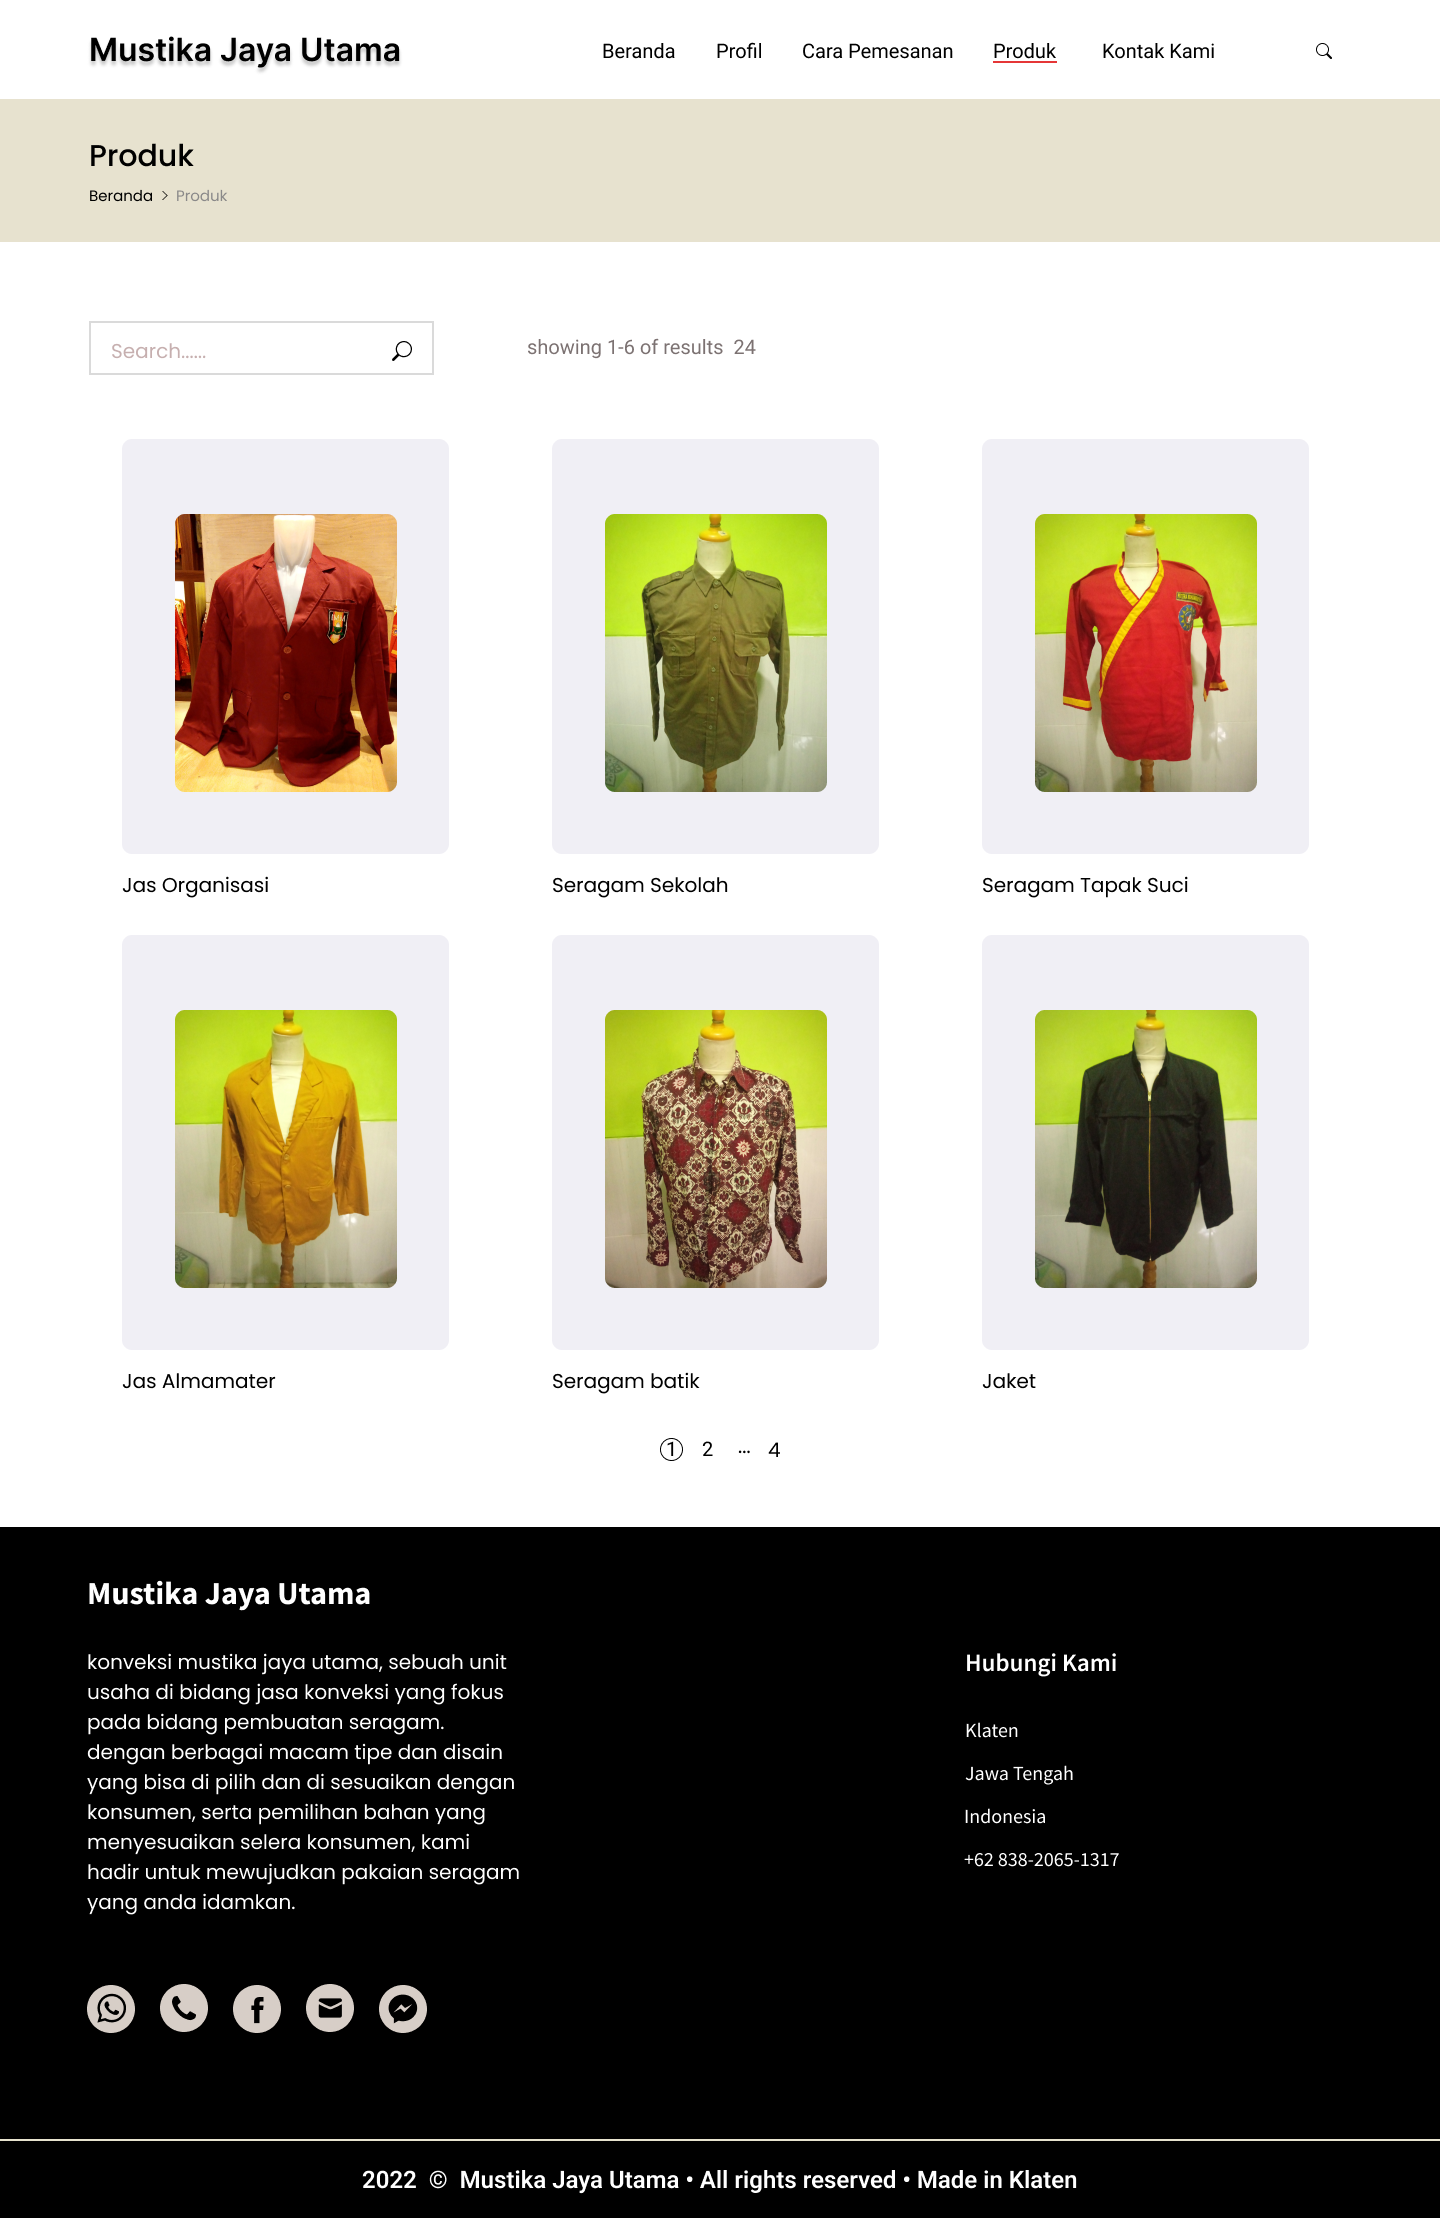 Mustika Jaya Utama
Beranda Profil Cara Pemesanan Produk Kontak Kami
Produk
Beranda > Produk
Search......
showing 1-6 of results 24
Jas Organisasi
Seragam Sekolah
Seragam Tapak Suci
Jas Almamater
Seragam batik
Jaket
1 2 ... 4
Mustika Jaya Utama
konveksi mustika jaya utama, sebuah unit
usaha di bidang jasa konveksi yang fokus
pada bidang pembuatan seragam.
dengan berbagai macam tipe dan disain
yang bisa di pilih dan di sesuaikan dengan
konsumen, serta pemilihan bahan yang
menyesuaikan selera konsumen, kami
hadir untuk mewujudkan pakaian seragam
yang anda idamkan.
Hubungi Kami
Klaten
Jawa Tengah
Indonesia
+62 838-2065-1317
2022 © Mustika Jaya Utama • All rights reserved • Made in Klaten